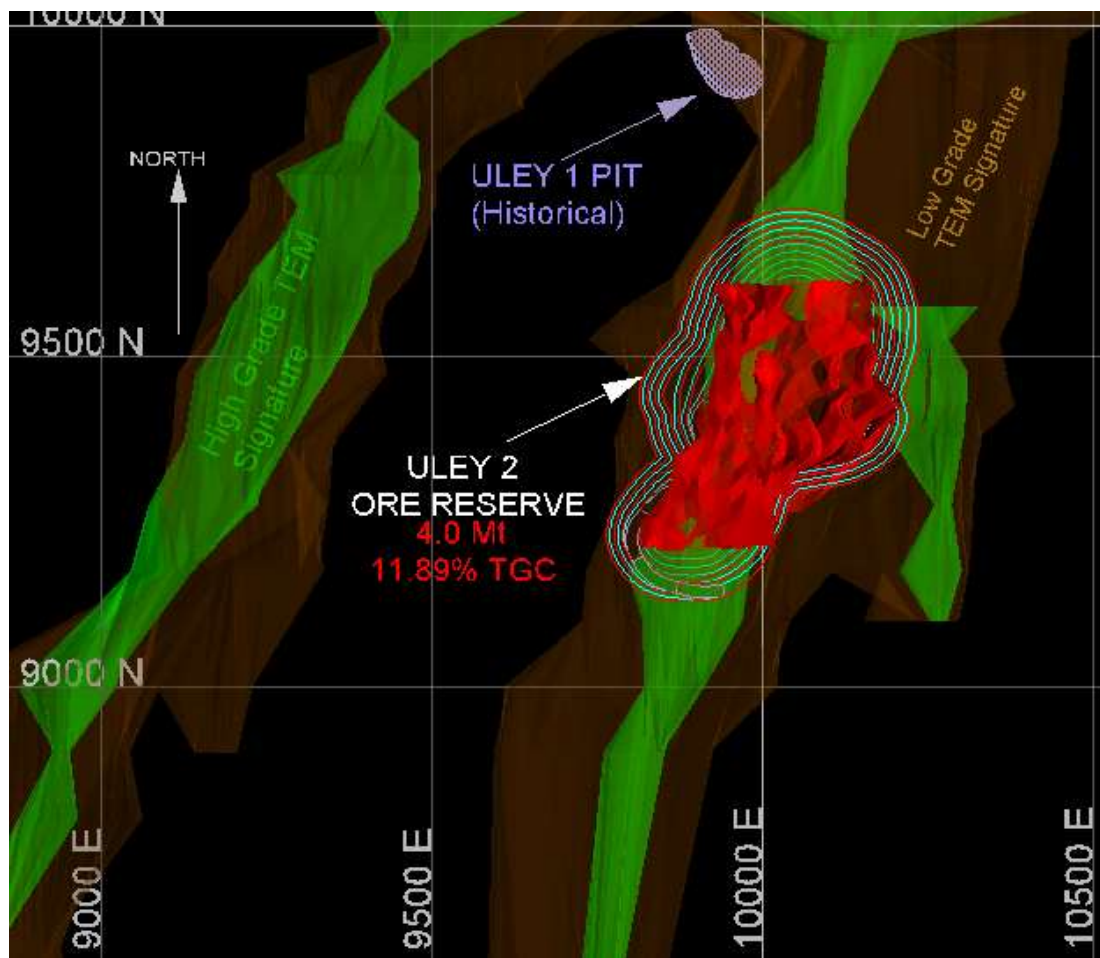 10000 N
NORTH
ULEY 1 PIT
(Historical)
Low Grade
TEM Signature
High Grade TEM
Signature
9500 N
ULEY 2
ORE RESERVE
4.0 Mt
11.89% TGC
9000 N
9000 E
9500 E
10000 E
10500 E